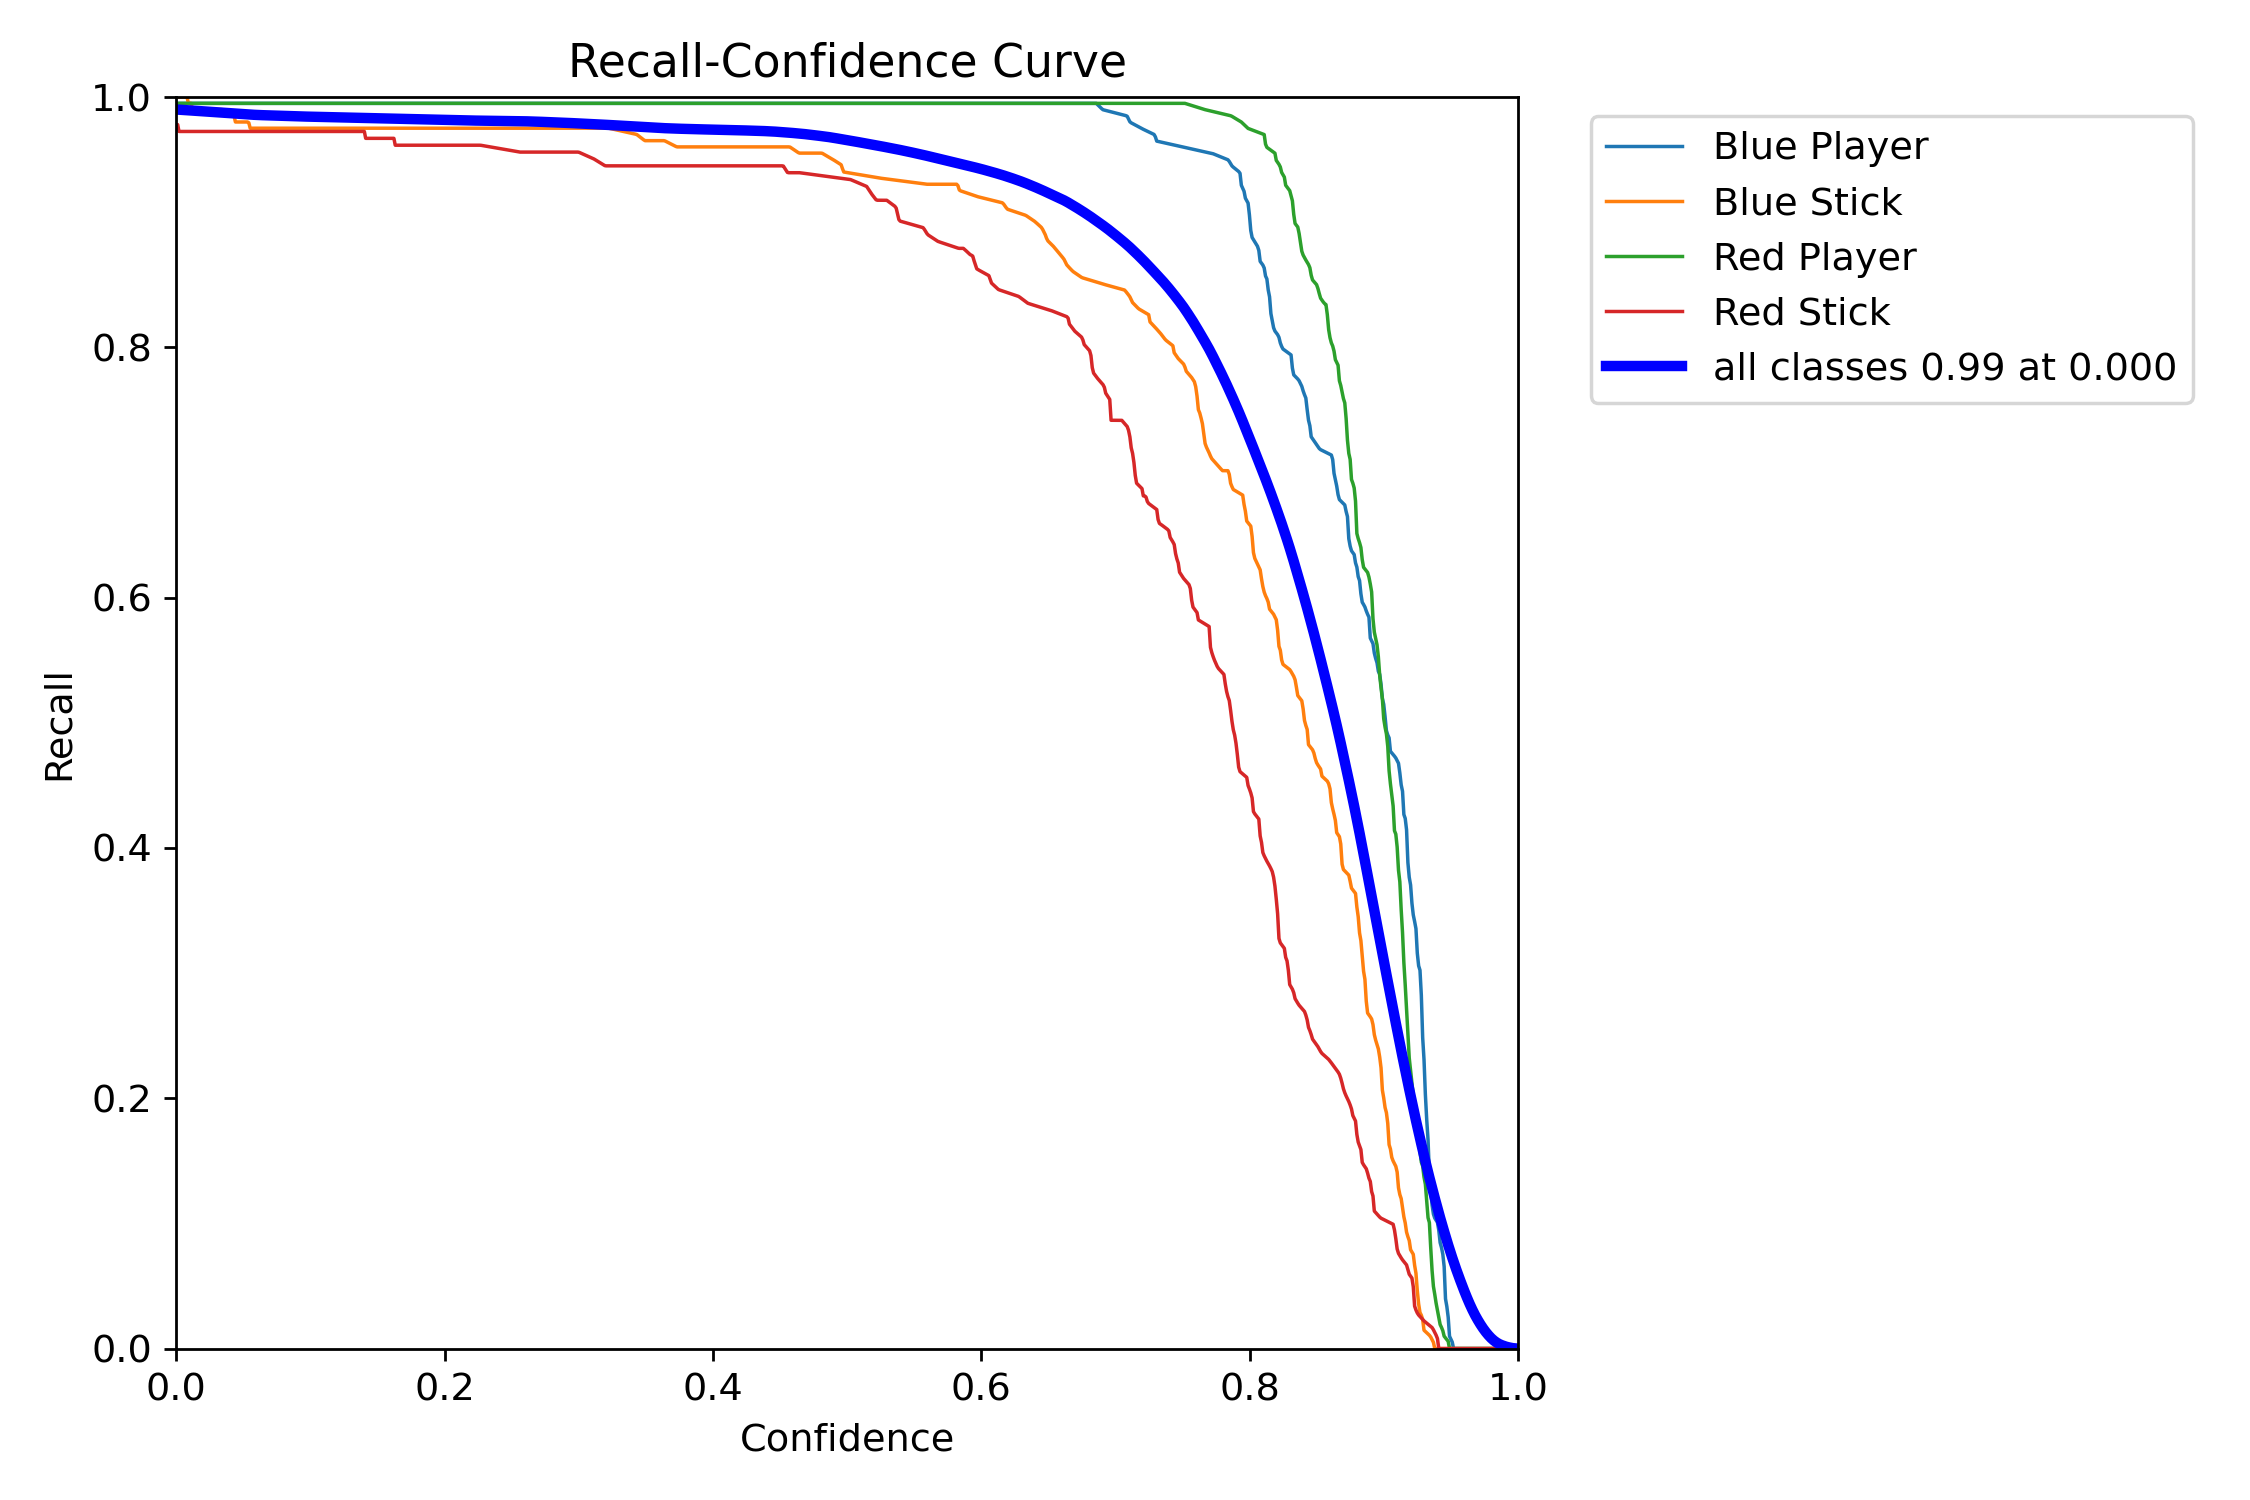 Recall-Confidence Curve
1.0
0.8
0.6
0.4
0.2
0.0
Recall
0.0 0.2 0.4 0.6 0.8 1.0
Confidence
Blue Player
Blue Stick
Red Player
Red Stick
all classes 0.99 at 0.000